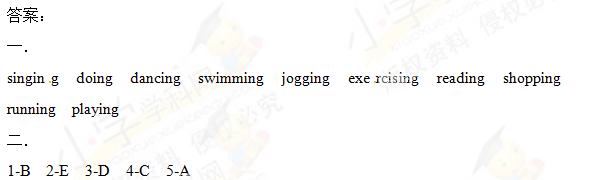 答案：
一．
singin g doing dancing swimming jogging exe rcising reading shopping
running playing
二．
1-B 2-E 3-D 4-C 5-A